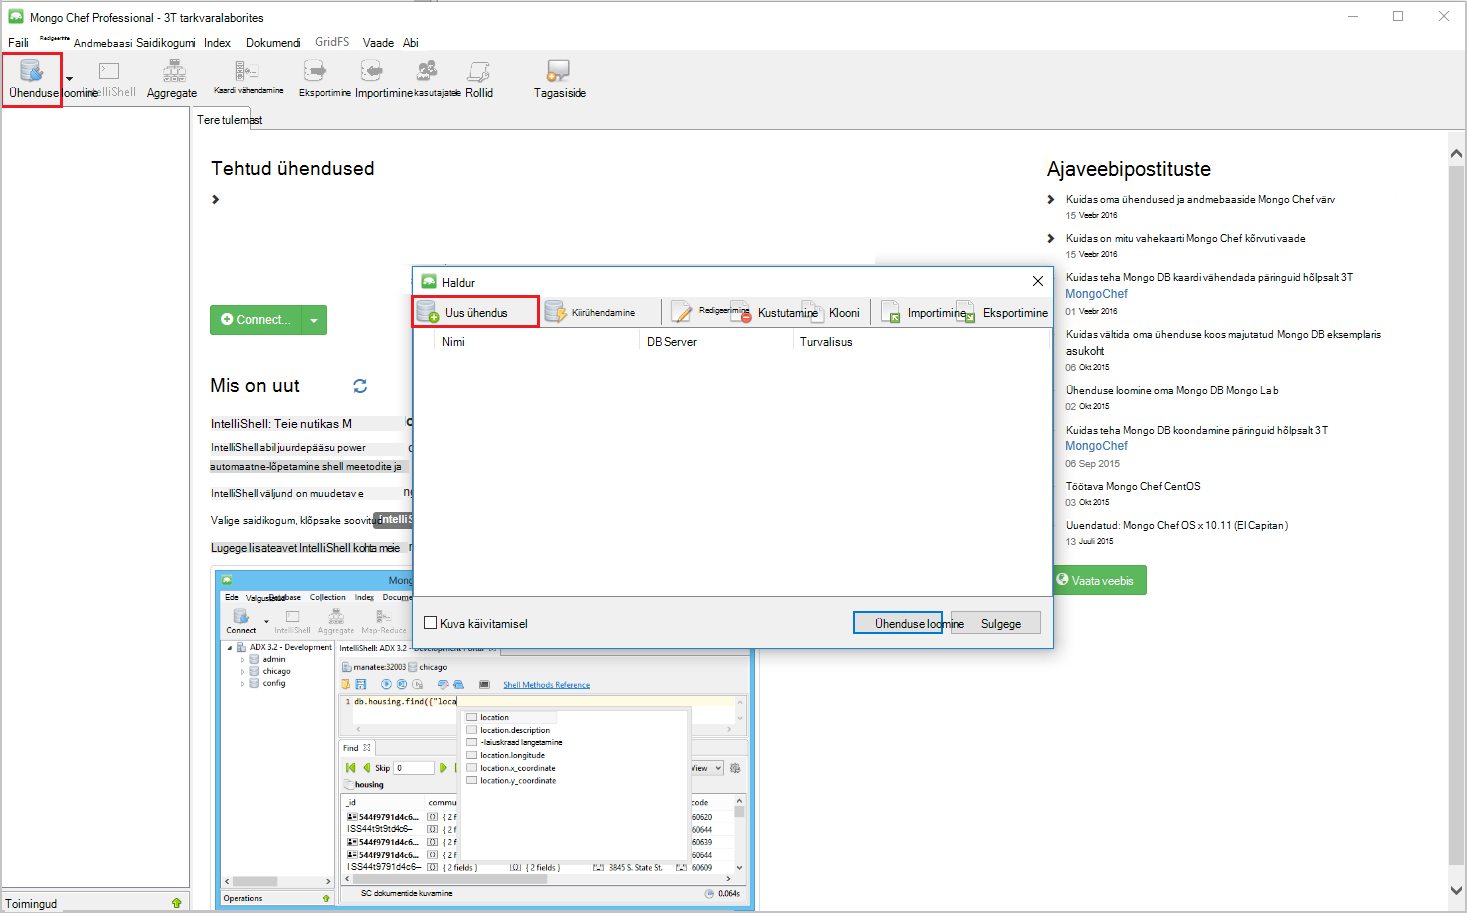 Mongo Chef Professional - 3T tarkvaralaborites
Faili Redigeerite Andmebaasi Saidikogumi Index Dokumendi GridFS Vaade Abi
Ühenduse loomine IntelliShell Aggregate Kaardi vähendamine Eksportimine Importimine kasutajatele Rollid Tagasiside
Tere tulemast
Tehtud ühendused
Connect...
Mis on uut
IntelliShell: Teie nutikas M
IntelliShell abil juurdepääsu power
automaatne-lõpetamine shell meetodite ja
IntelliShell väljund on muudetav e
Valige saidikogum, klõpsake soovitud IntelliS
Lugege lisateavet IntelliShell kohta meie
Ajaveebipostituste
Kuidas oma ühendused ja andmebaaside Mongo Chef värv
15 Veebr 2016
Kuidas on mitu vahekaarti Mongo Chef kõrvuti vaade
15 Veebr 2016
Kuidas teha Mongo DB kaardi vähendada päringuid hõlpsalt 3T
MongoChef
01 Veebr 2016
Kuidas vältida oma ühenduse koos majutatud Mongo DB eksemplaris
asukoht
06 Okt 2015
Ühenduse loomine oma Mongo DB Mongo Lab
02 Okt 2015
Kuidas teha Mongo DB koondamine päringuid hõlpsalt 3T
MongoChef
06 Sep 2015
Töötava Mongo Chef CentOS
03 Okt 2015
Uuendatud: Mongo Chef OS x 10.11 (El Capitan)
13 Juuli 2015
Vaata veebis
Haldur
Uus ühendus Kiirühendamine Redigeerimine Kustutamine Klooni Importimine Eksportimine
Nimi DB Server Turvalisus
Kuva käivitamisel
Ühenduse loomine Sulgege
Mong
Ede Valgustatud Database Collection Index Docume
Connect IntelliShell Aggregate Map-Reduce
ADX 3.2 - Development
admin
chicago
config
IntelliShell: ADX 3.2 - Development
manatee:32003 chicago
Shell Methods Reference
1 db.housing.find({"loca
location
location.description
-laiuskraad langetamine
location.longitude
location.x_coordinate
location.y_coordinate
Find
Skip 0
View
housing
_id commu code
544f9791d4c6... { 2 f 60620
ISS44t9t9td4c6– { 2 f 60644
544f9791d4c6... { 2 f 60639
544f9791d4c6... { 2 f 60644
ISS44t9791d4c6– { 2 fields } { 2 fields } 3845 S. State St. 60609
SC dokumentide kuvamine 0.064s
Operations
Toimingud